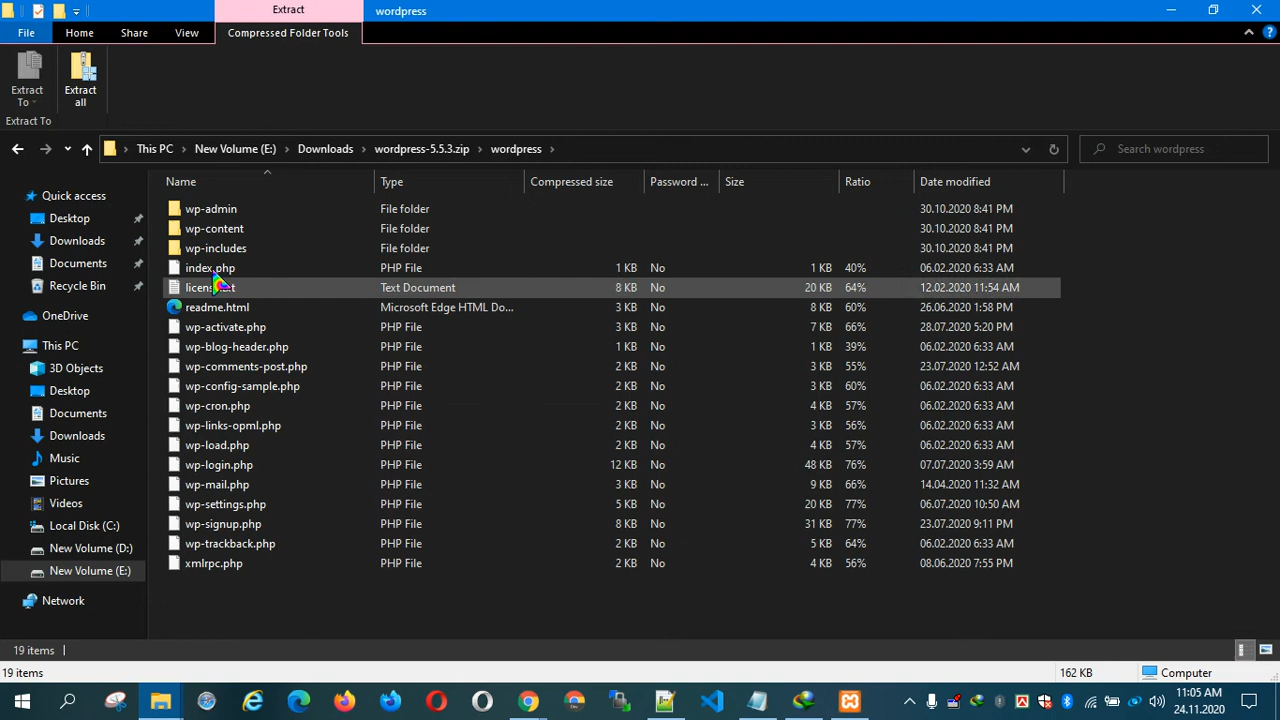 Extract
wordpress
File Home Share View Compressed Folder Tools
Extract To
Extract all
Extract To
This PC New Volume (E:) Downloads wordpress-5.5.3.zip wordpress
Search wordpress
Name Type Compressed size Password ... Size Ratio Date modified
wp-admin File folder 30.10.2020 8:41 PM
wp-content File folder 30.10.2020 8:41 PM
wp-includes File folder 30.10.2020 8:41 PM
index.php PHP File 1 KB No 1 KB 40% 06.02.2020 6:33 AM
Text Document 8 KB No 20 KB 64% 12.02.2020 11:54 AM
readme.html Microsoft Edge HTML Do... 3 KB No 8 KB 60% 26.06.2020 1:58 PM
wp-activate.php PHP File 3 KB No 7 KB 66% 28.07.2020 5:20 PM
wp-blog-header.php PHP File 1 KB No 1 KB 39% 06.02.2020 6:33 AM
wp-comments-post.php PHP File 2 KB No 3 KB 55% 23.07.2020 12:52 AM
wp-config-sample.php PHP File 2 KB No 3 KB 60% 06.02.2020 6:33 AM
wp-cron.php PHP File 2 KB No 4 KB 57% 06.02.2020 6:33 AM
wp-links-opml.php PHP File 2 KB No 3 KB 56% 06.02.2020 6:33 AM
wp-load.php PHP File 2 KB No 4 KB 57% 06.02.2020 6:33 AM
wp-login.php PHP File 12 KB No 48 KB 76% 07.07.2020 3:59 AM
wp-mail.php PHP File 3 KB No 9 KB 66% 14.04.2020 11:32 AM
wp-settings.php PHP File 5 KB No 20 KB 77% 06.07.2020 10:50 AM
wp-signup.php PHP File 8 KB No 31 KB 77% 23.07.2020 9:11 PM
wp-trackback.php PHP File 2 KB No 5 KB 64% 06.02.2020 6:33 AM
xmlrpc.php PHP File 2 KB No 4 KB 56% 08.06.2020 7:55 PM
Quick access
Desktop
Downloads
Documents
Recycle Bin
OneDrive
This PC
3D Objects
Desktop
Documents
Downloads
Music
Pictures
Videos
Local Disk (C:)
New Volume (D:)
New Volume (E:)
Network
19 items
19 items 162 KB Computer
11:05 AM
24.11.2020